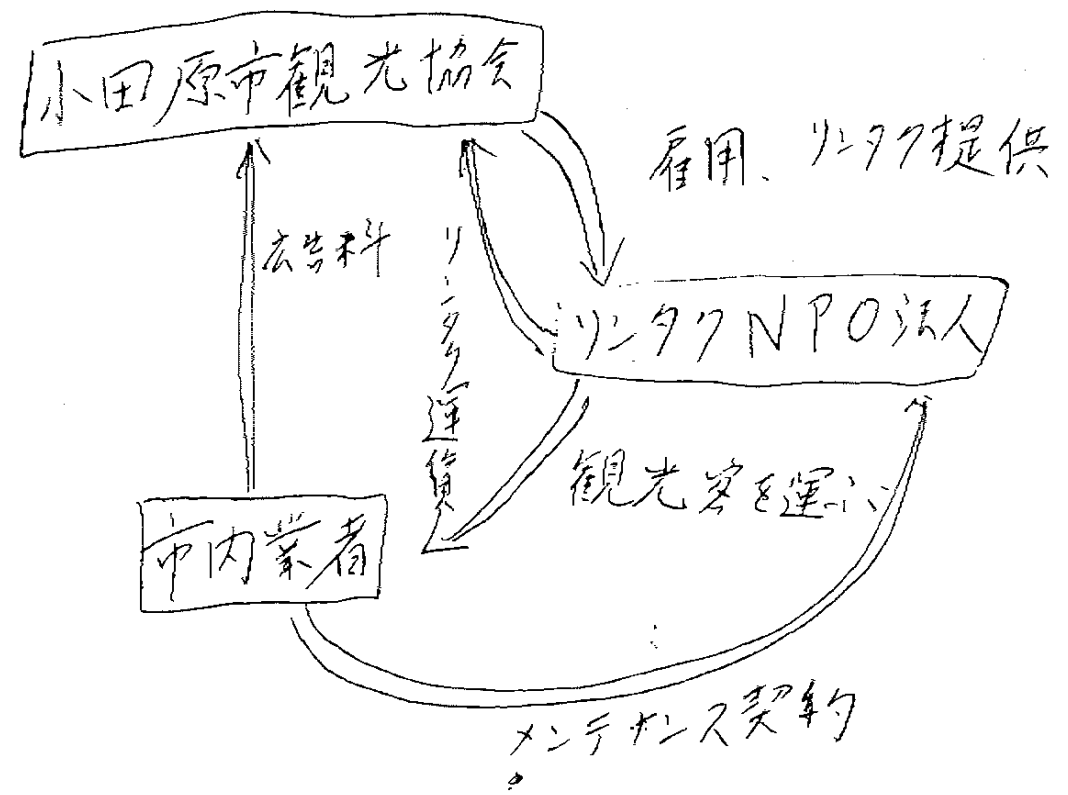 小田原市観光協会
雇用、リンタク提供
広告料
リンタク運賃
リンタクNPO法人
観光客を運ぶ
市内業者
メンテナンス契約